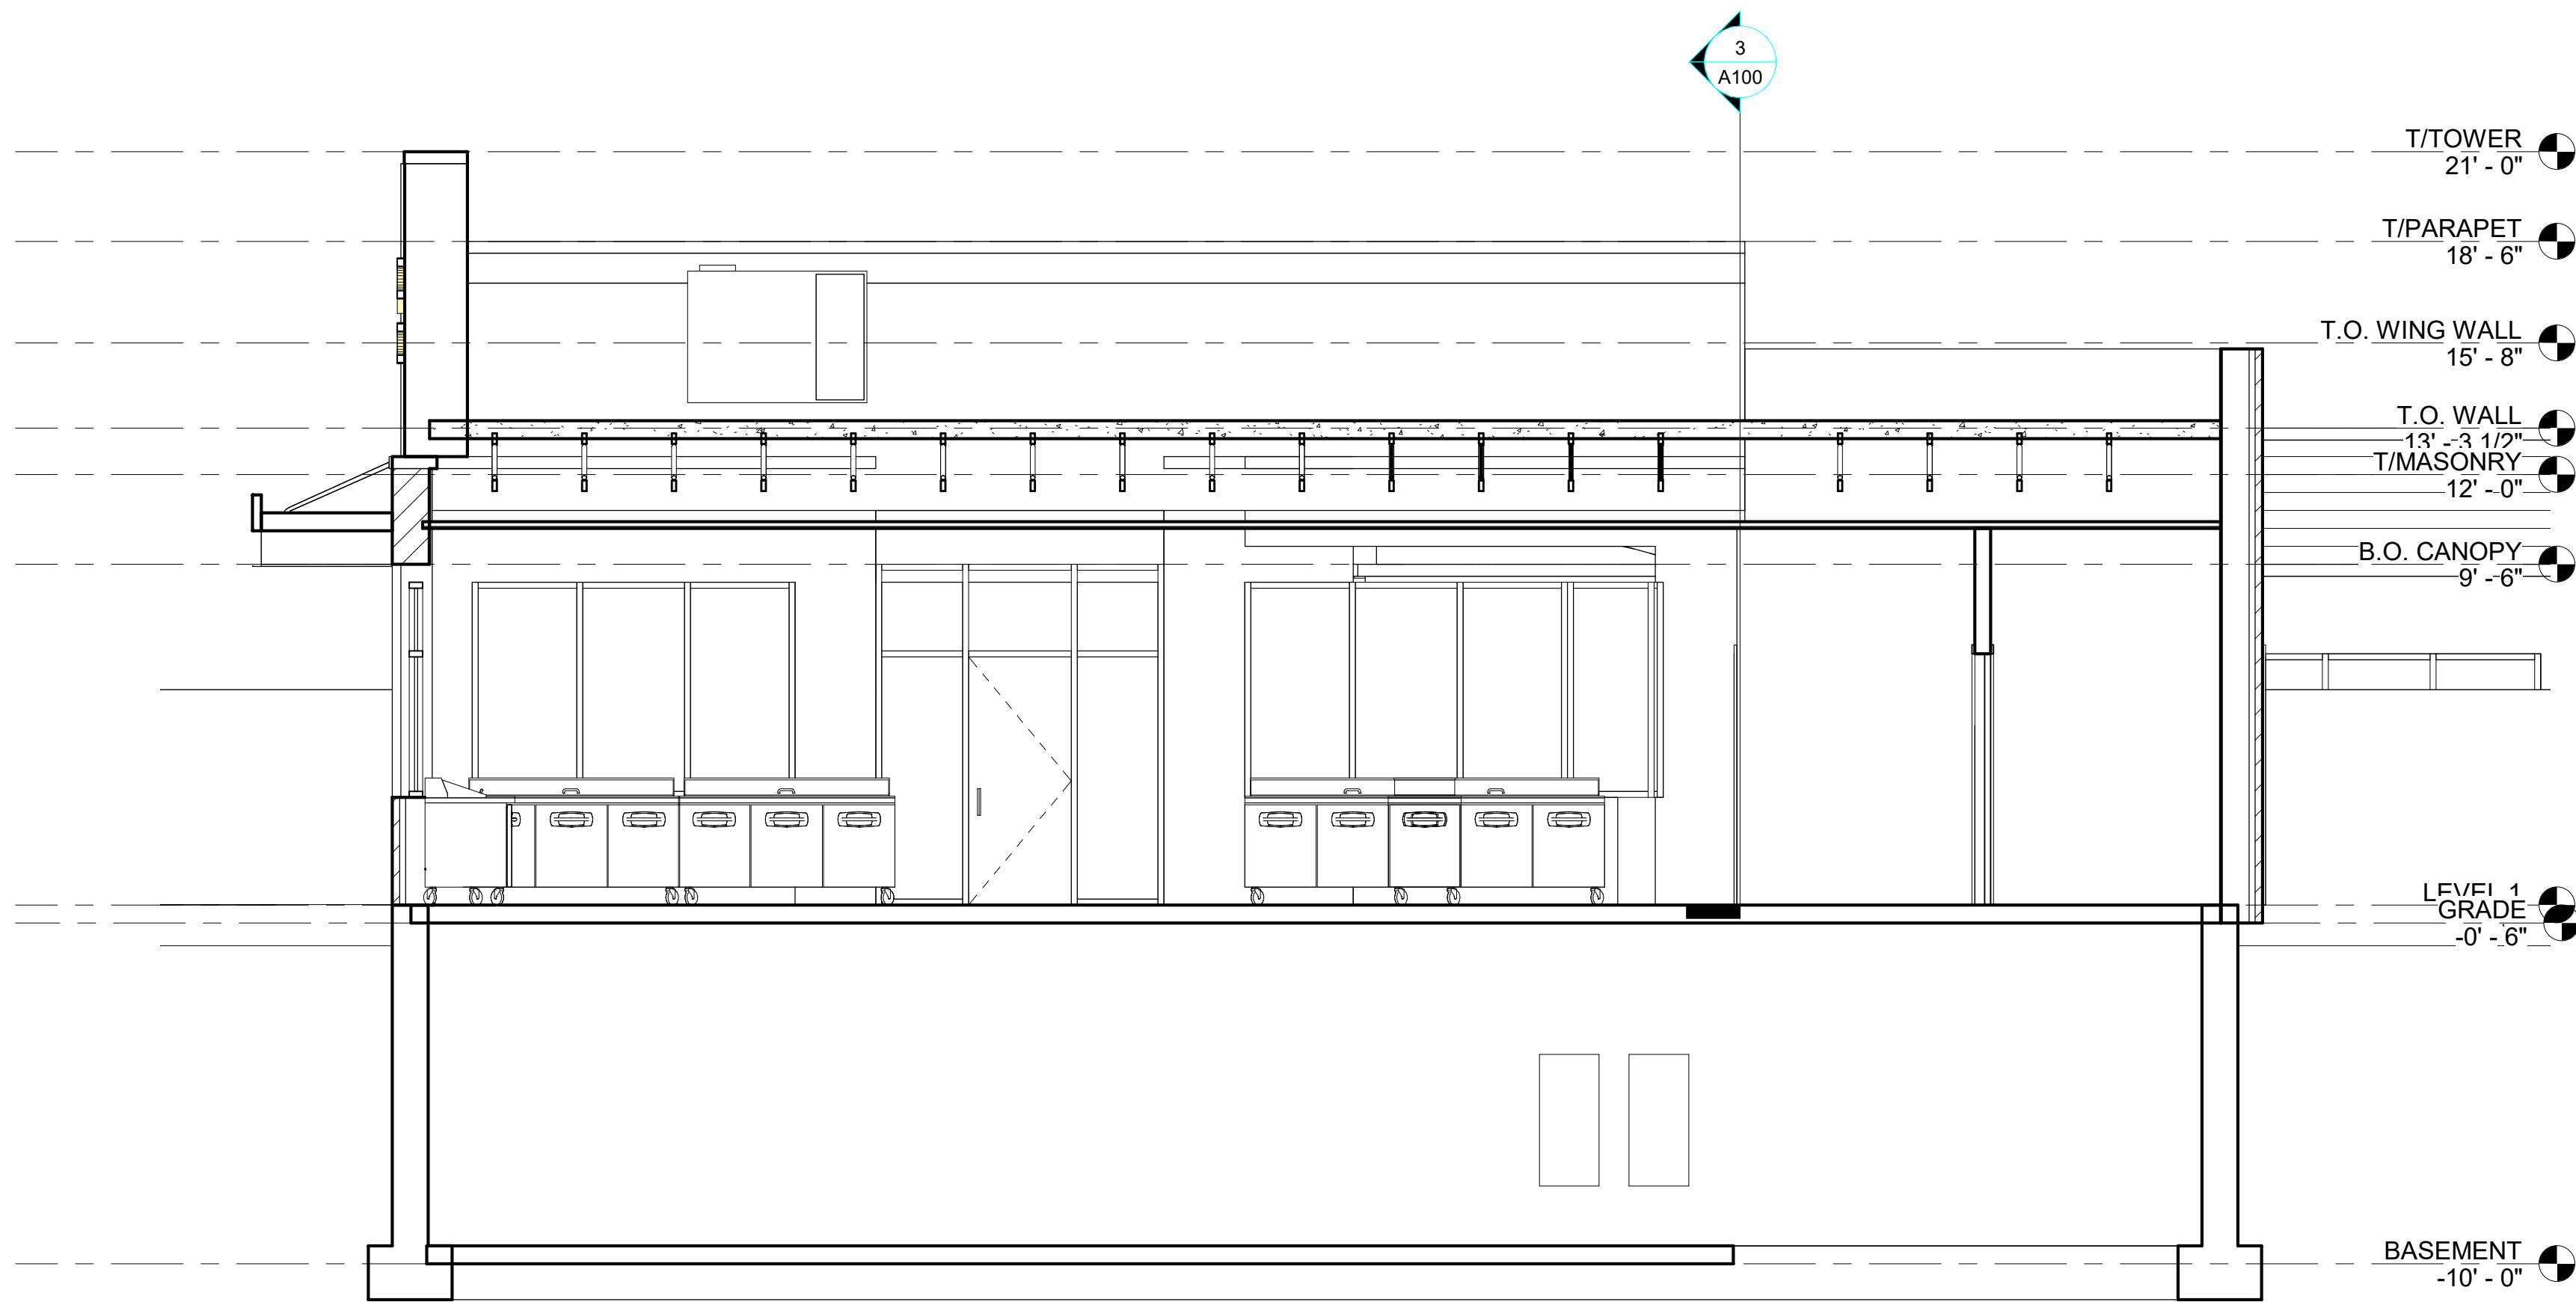 3
A100
T/TOWER
21' - 0"
T/PARAPET
18' - 6"
T.O. WING WALL
15' - 8"
T.O. WALL
13' - 3 1/2"
T/MASONRY
12' - 0"
B.O. CANOPY
9' - 6"
LEVEL 1
GRADE
-0' - 6"
BASEMENT
-10' - 0"